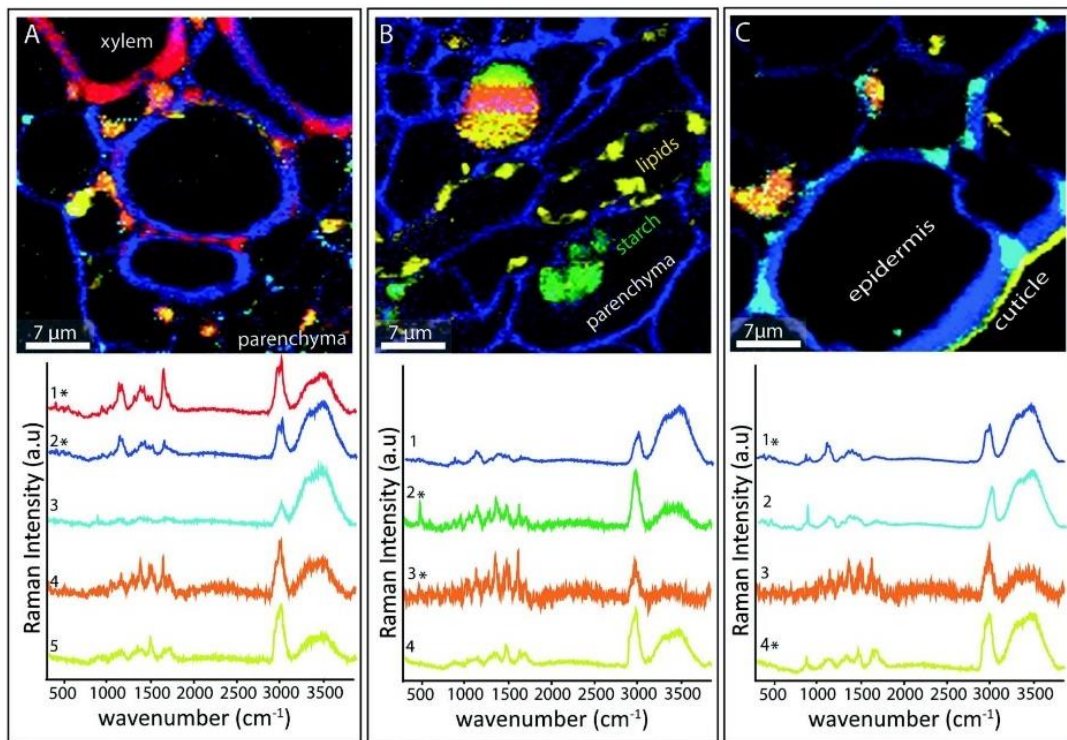 A
xylem
7 µm
parenchyma
1*
2*
3
4
5
Raman Intensity (a.u)
500 1000 1500 2000 2500 3000 3500
wavenumber (cm⁻¹)
B
lipids
starch
parenchyma
7 µm
1
2*
3*
4
Raman Intensity (a.u)
500 1000 1500 2000 2500 3000 3500
wavenumber (cm⁻¹)
C
epidermis
cuticle
7µm
1*
2
3
4*
Raman Intensity (a.u)
500 1000 1500 2000 2500 3000 3500
wavenumber (cm⁻¹)